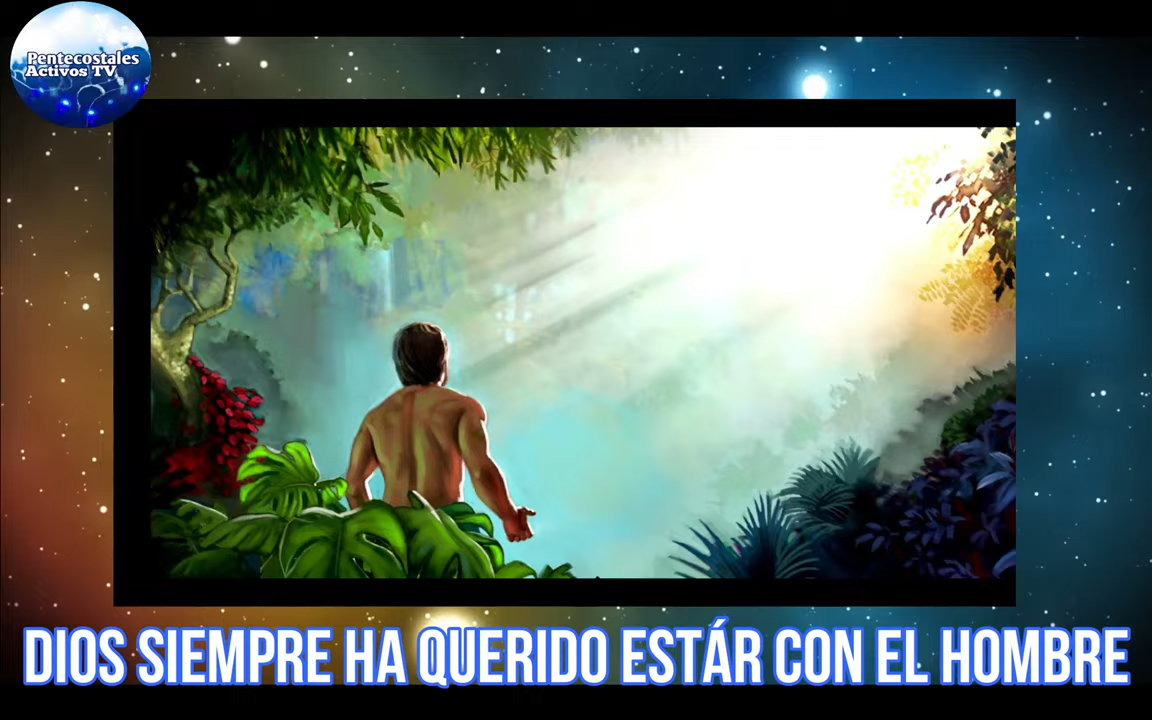 Pentecostales
Activos TV
DIOS SIEMPRE HA QUERIDO ESTÁR CON EL HOMBRE